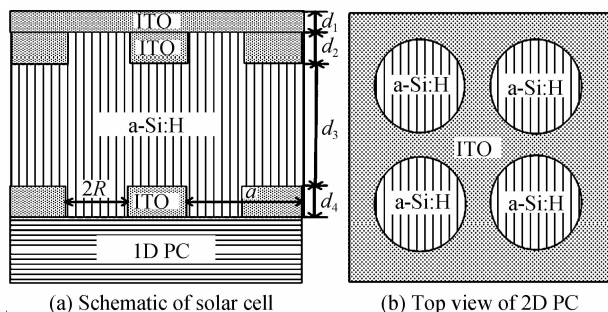 ITO
d1
ITO
d2
a-Si:H
d3
2R
ITO
a
d4
1D PC
(a) Schematic of solar cell
a-Si:H
a-Si:H
ITO
a-Si:H
a-Si:H
(b) Top view of 2D PC